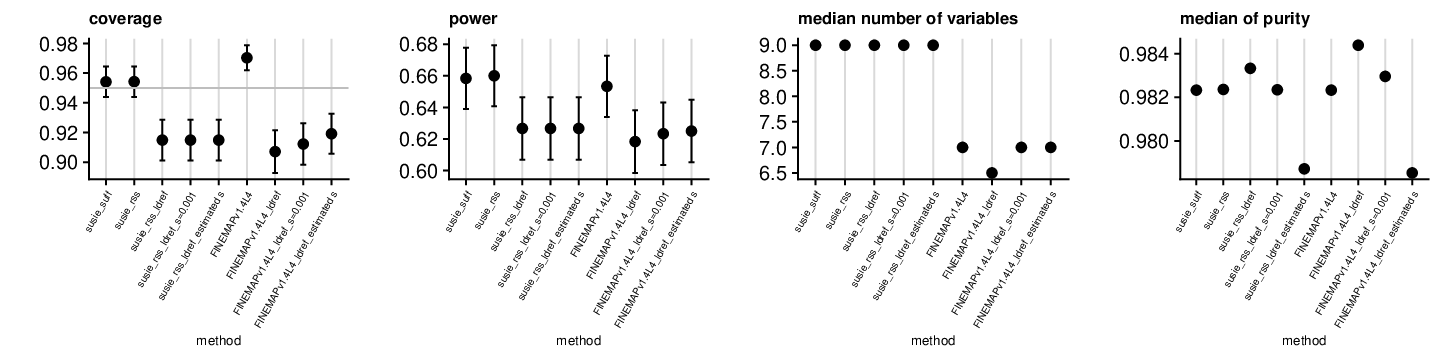 coverage
0.98
0.96
0.94
0.92
0.90
susie_suff
susie_rss
susie_rss_ldref
susie_rss_ldref_s=0.001
susie_rss_ldref_estimated.s
FINEMAPv1.4L4
FINEMAPv1.4L4_ldref
FINEMAPv1.4L4_ldref_s=0.001
FINEMAPv1.4L4_ldref_estimated.s
method
power
0.68
0.66
0.64
0.62
0.60
susie_suff
susie_rss
susie_rss_ldref
susie_rss_ldref_s=0.001
susie_rss_ldref_estimated.s
FINEMAPv1.4L4
FINEMAPv1.4L4_ldref
FINEMAPv1.4L4_ldref_s=0.001
FINEMAPv1.4L4_ldref_estimated.s
method
median number of variables
9.0
8.5
8.0
7.5
7.0
6.5
susie_suff
susie_rss
susie_rss_ldref
susie_rss_ldref_s=0.001
susie_rss_ldref_estimated.s
FINEMAPv1.4L4
FINEMAPv1.4L4_ldref
FINEMAPv1.4L4_ldref_s=0.001
FINEMAPv1.4L4_ldref_estimated.s
method
median of purity
0.984
0.982
0.980
susie_suff
susie_rss
susie_rss_ldref
susie_rss_ldref_s=0.001
susie_rss_ldref_estimated.s
FINEMAPv1.4L4
FINEMAPv1.4L4_ldref
FINEMAPv1.4L4_ldref_s=0.001
FINEMAPv1.4L4_ldref_estimated.s
method